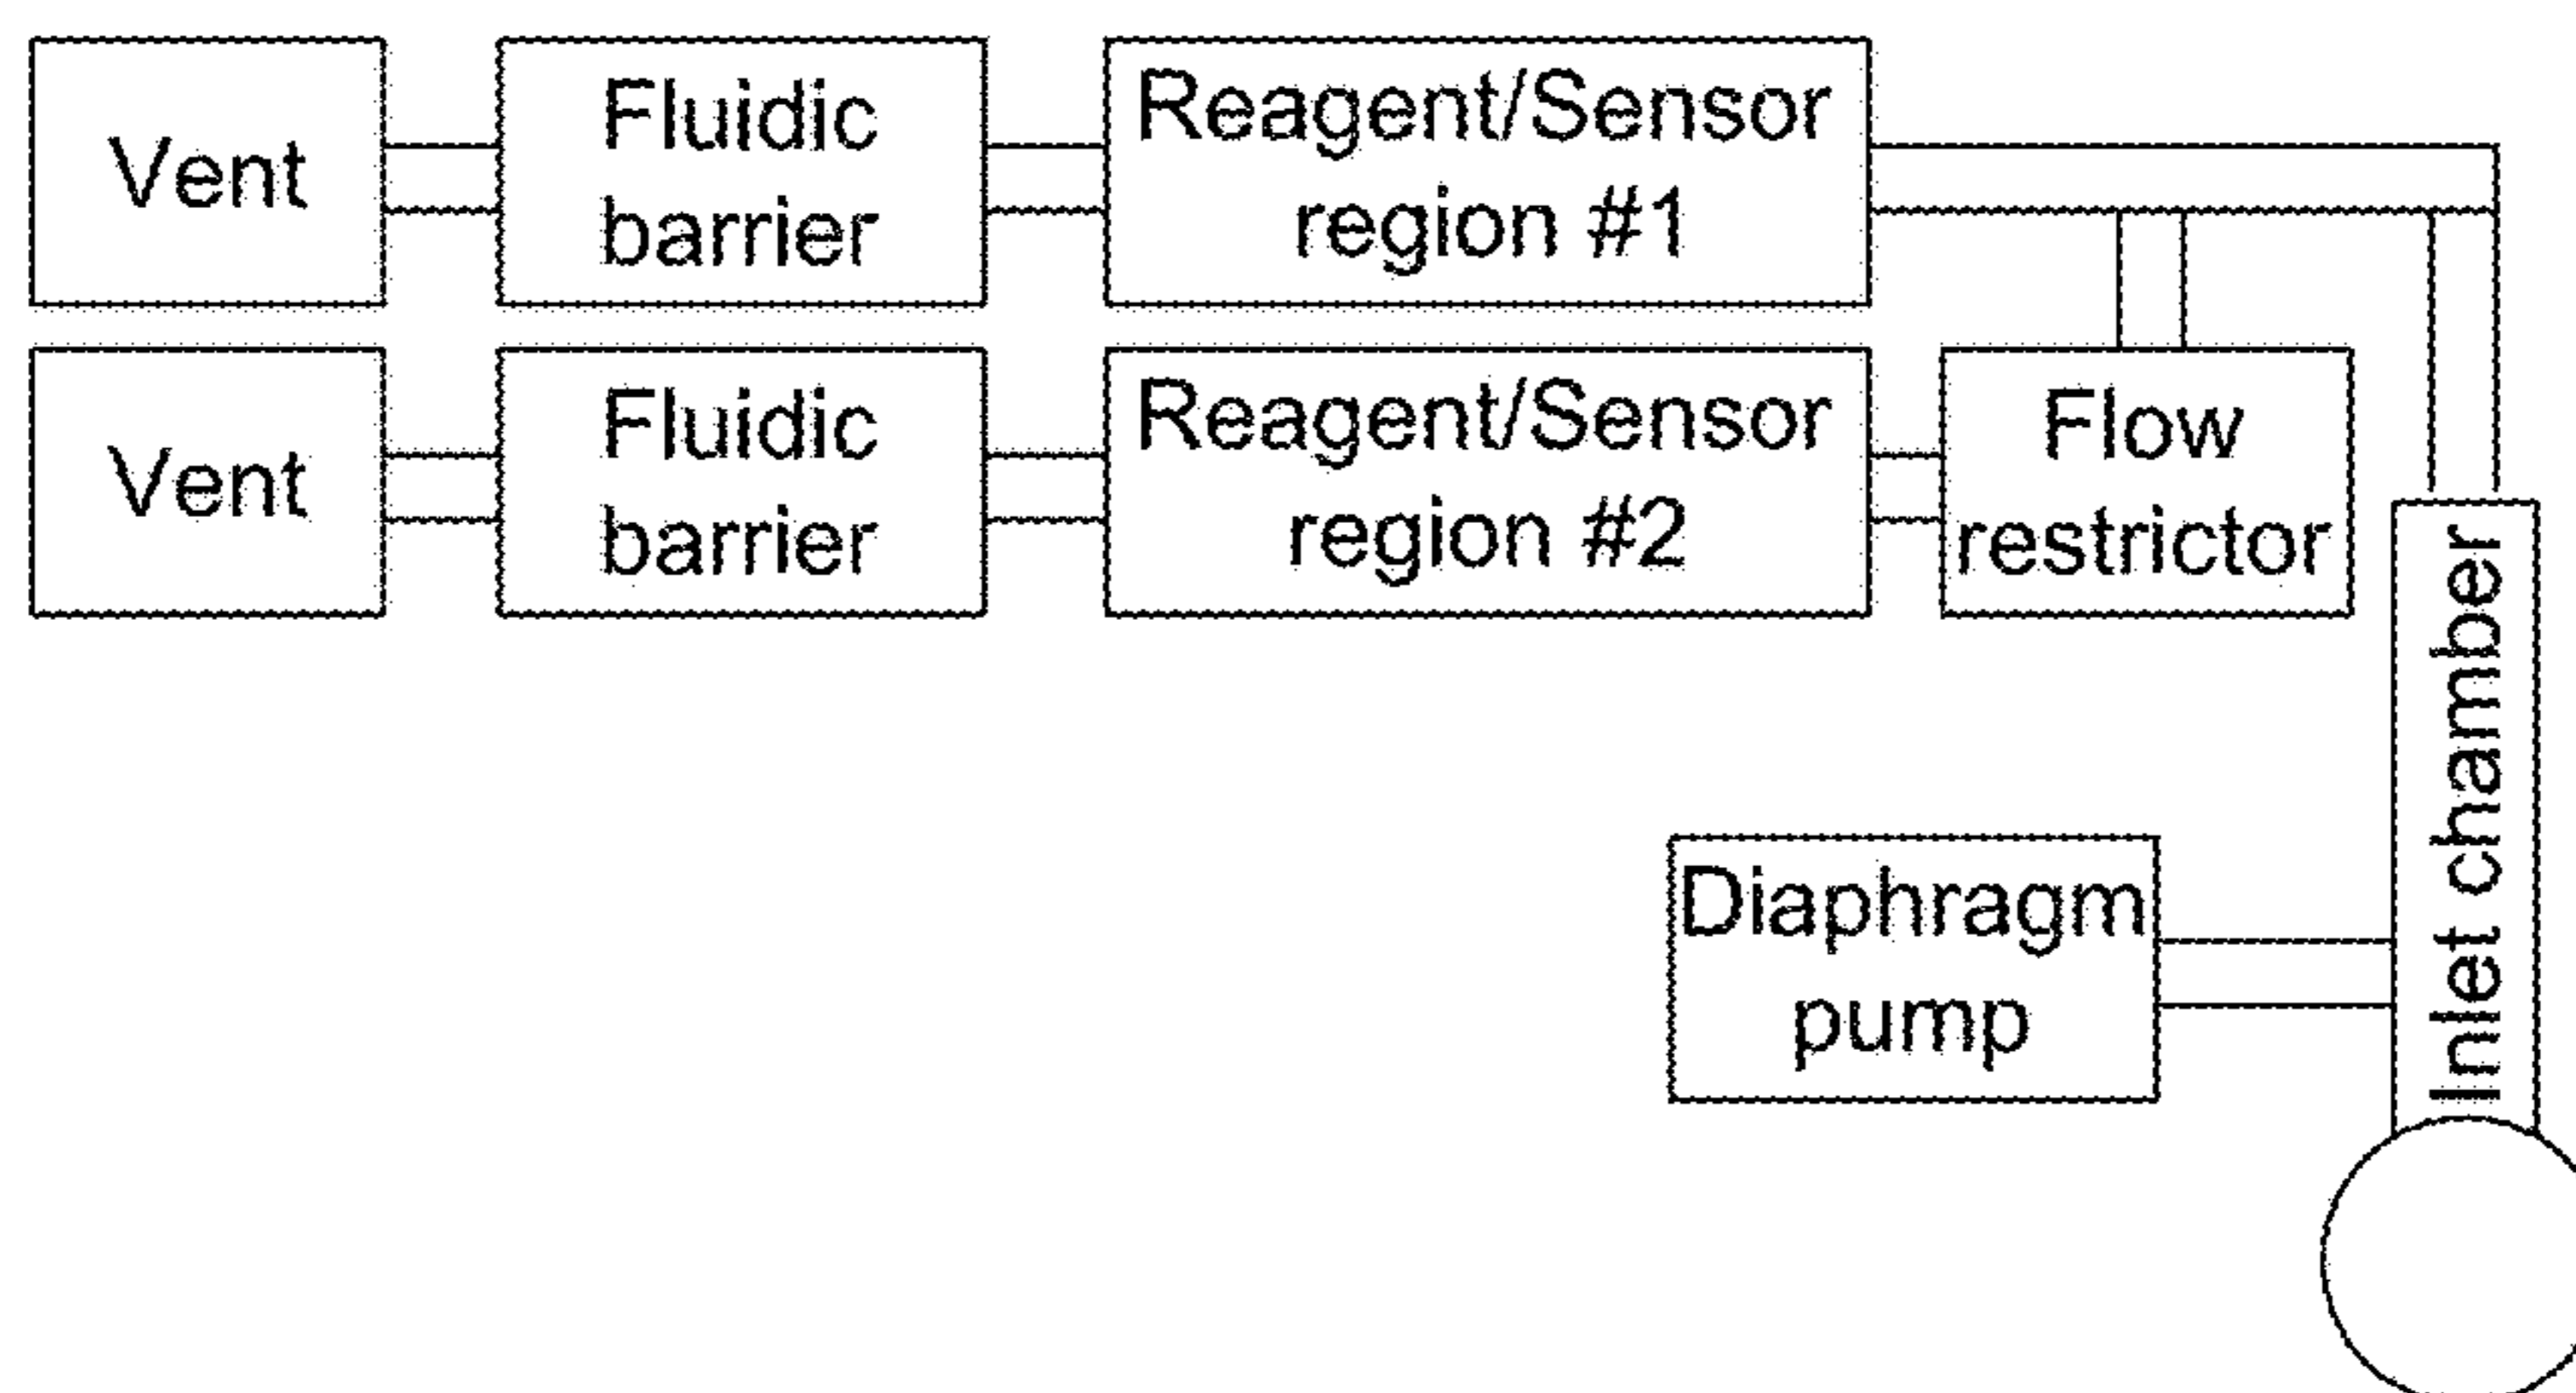 Vent
Fluidic
barrier
Reagent/Sensor
region #1
Vent
Fluidic
barrier
Reagent/Sensor
region #2
Flow
restrictor
Inlet chamber
Diaphragm
pump